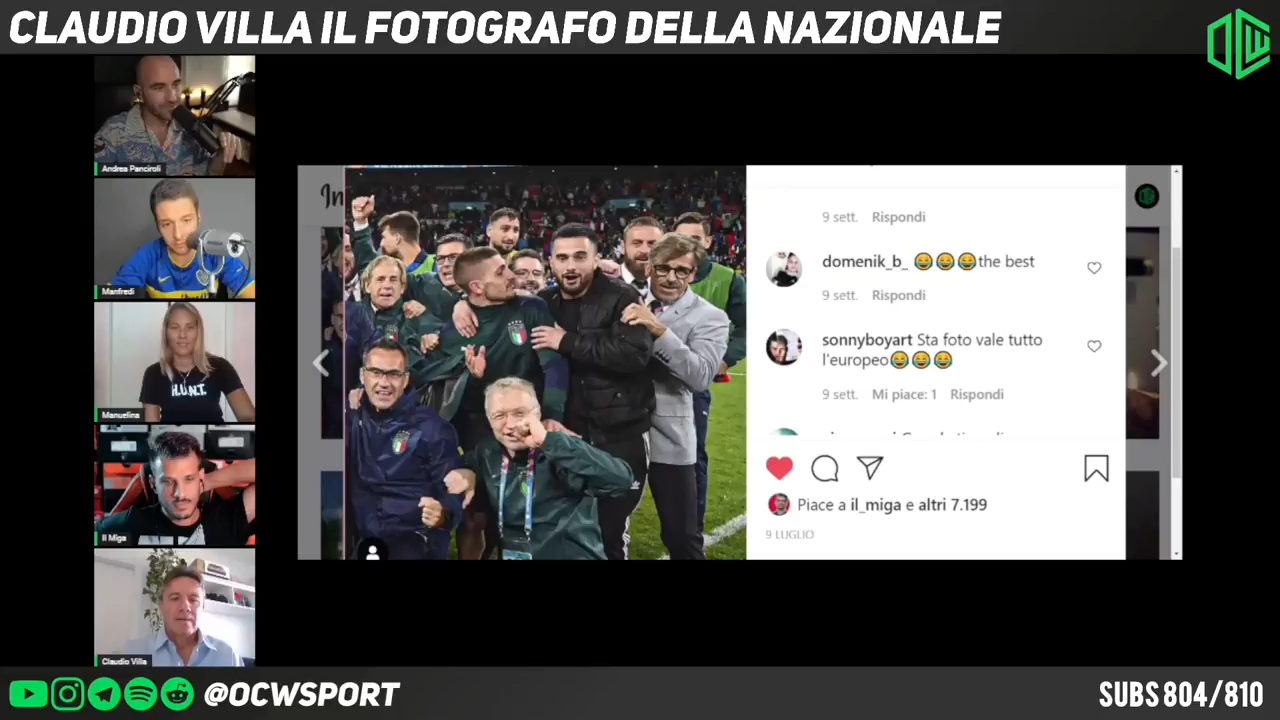 CLAUDIO VILLA IL FOTOGRAFO DELLA NAZIONALE
Andrea Panciroli
Manfredi
Manuelina
H.U.N.T.
Il Miga
Claudio Villa
In
9 sett. Rispondi
domenik_b_ 😂😂😂the best
9 sett. Rispondi
sonnyboyart Sta foto vale tutto
l'europeo😂😂😂
9 sett. Mi piace: 1 Rispondi
Piace a il_miga e altri 7.199
9 LUGLIO
@OCWSPORT
SUBS 804/810